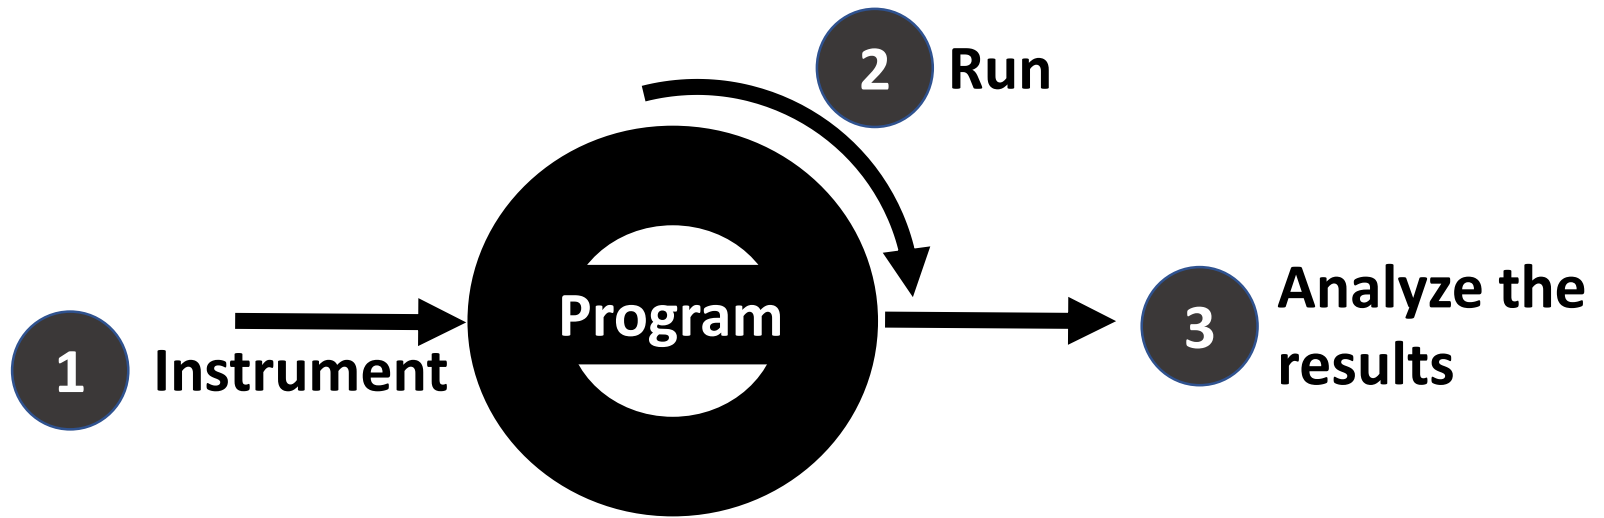 1
Instrument
Program
2
Run
3
Analyze the
results